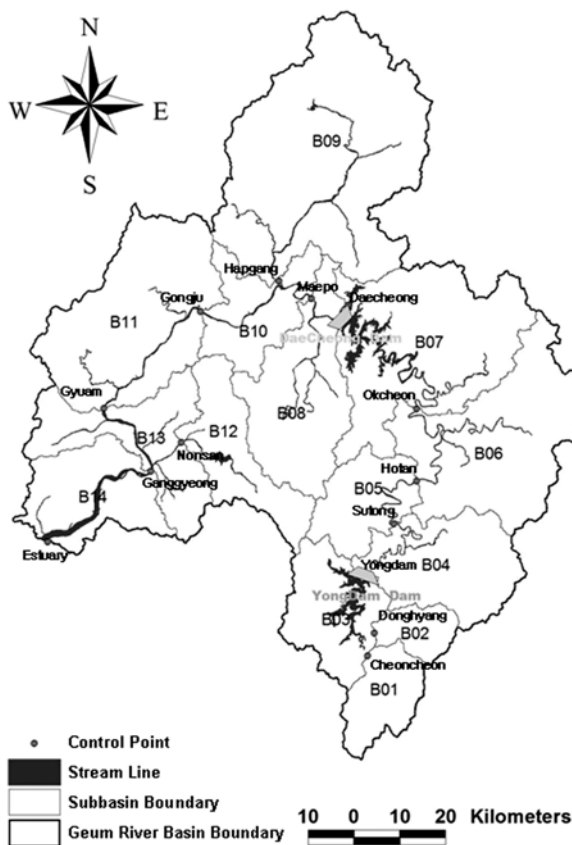 N
W E
S
B09
Hapgang
Maepo
Daecheong
Gongju
B11
B10
DaeCheong Dam
B07
Gyuam
Okcheon
B08
B12
B13
Nonsan
B06
Ganggyeong
Hotan
B05
B14
Sutong
Estuary
Yongdam
B04
YongDam Dam
B03
Donghyang
B02
Cheoncheon
B01
Control Point
Stream Line
Subbasin Boundary
Geum River Basin Boundary
10 0 10 20 Kilometers